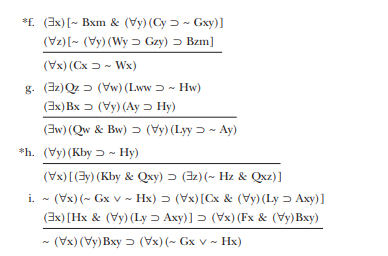 *f. (∃x)[~ Bxm & (∀y)(Cy ⊃ ~ Gxy)]
(∀z)[~ (∀y)(Wy ⊃ Gzy) ⊃ Bzm]
(∀x)(Cx ⊃ ~ Wx)
g. (∃z)Qz ⊃ (∀w)(Lww ⊃ ~ Hw)
(∃x)Bx ⊃ (∀y)(Ay ⊃ Hy)
(∃w)(Qw & Bw) ⊃ (∀y)(Lyy ⊃ ~ Ay)
*h. (∀y)(Kby ⊃ ~ Hy)
(∀x)[(∃y)(Kby & Qxy) ⊃ (∃z)(~ Hz & Qxz)]
i. ~ (∀x)(~ Gx ∨ ~ Hx) ⊃ (∀x)[Cx & (∀y)(Ly ⊃ Axy)]
(∃x)[Hx & (∀y)(Ly ⊃ Axy)] ⊃ (∀x)(Fx & (∀y)Bxy)
~ (∀x)(∀y)Bxy ⊃ (∀x)(~ Gx ∨ ~ Hx)